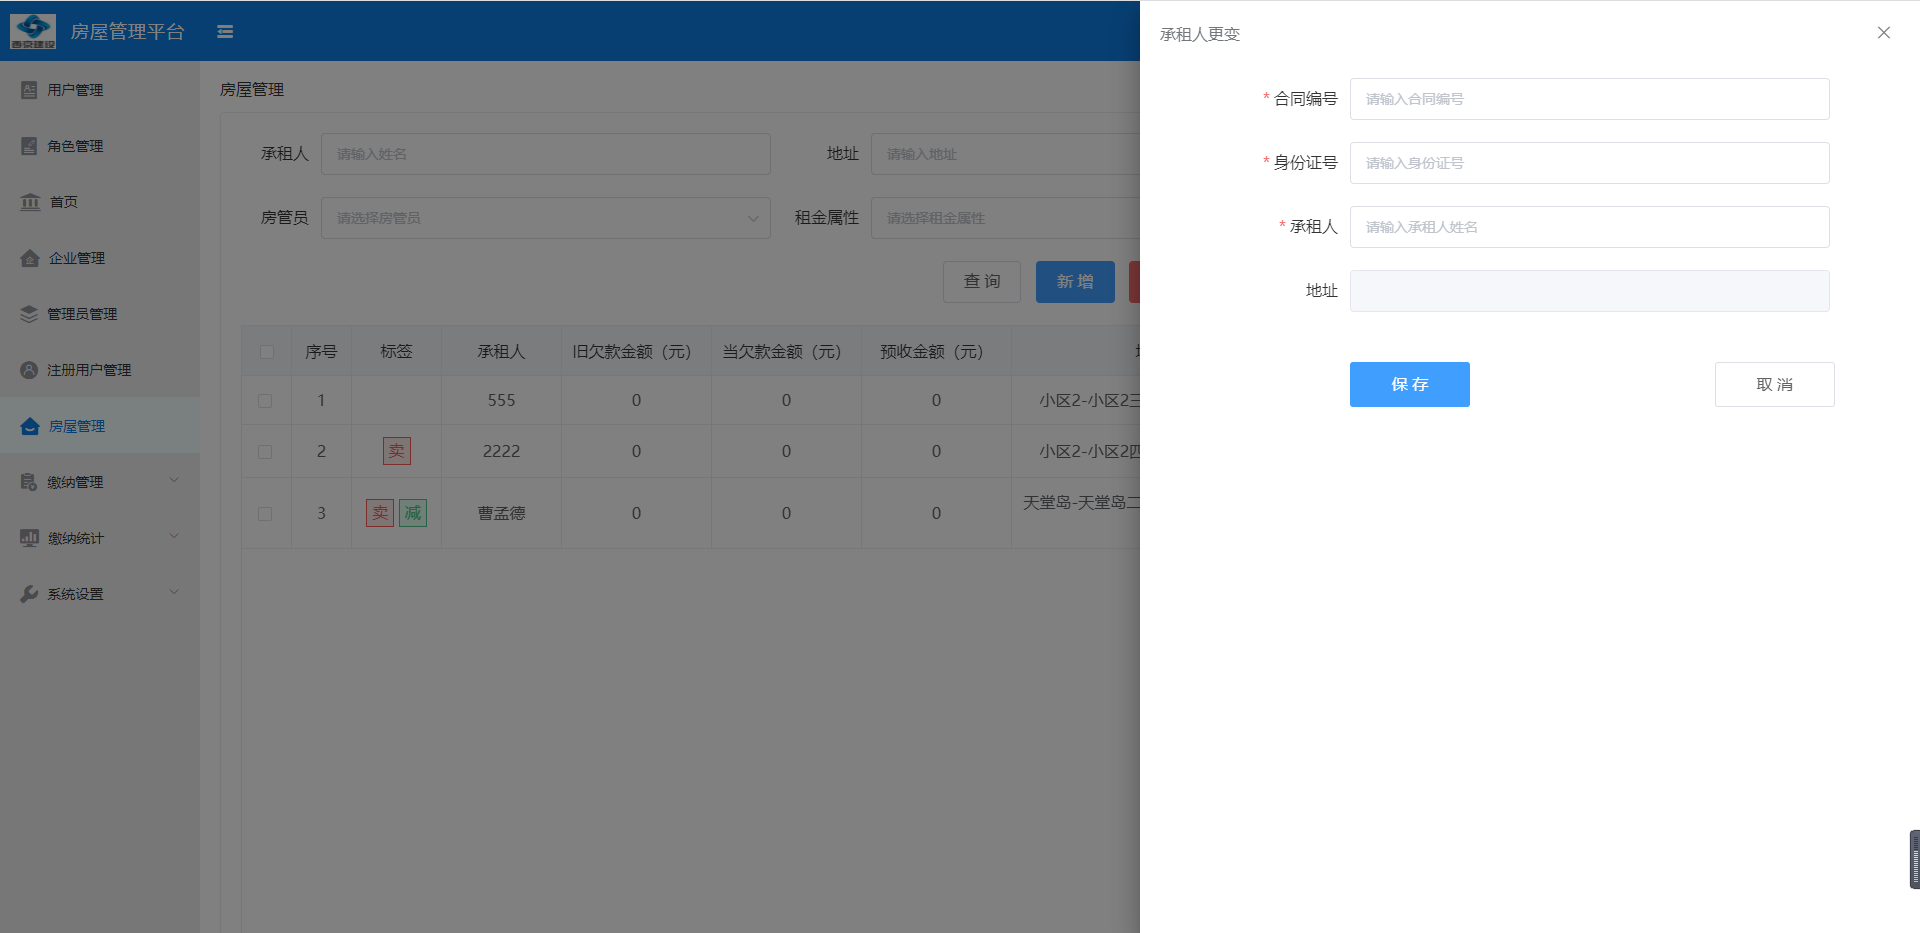 房屋管理平台
用户管理
角色管理
首页
企业管理
管理员管理
注册用户管理
房屋管理
缴纳管理
缴纳统计
系统设置
房屋管理
承租人 请输入姓名 地址 请输入地址
房管员 请选择房管员 租金属性 请选择租金属性
查 询 新 增
序号 标签 承租人 旧欠款金额（元） 当欠款金额（元） 预收金额（元）
1 555 0 0 0 小区2-小区2三
2 卖 2222 0 0 0 小区2-小区2四
3 卖 减 曹孟德 0 0 0 天堂岛-天堂岛二
承租人更变
* 合同编号 请输入合同编号
* 身份证号 请输入身份证号
* 承租人 请输入承租人姓名
地址
保 存 取 消